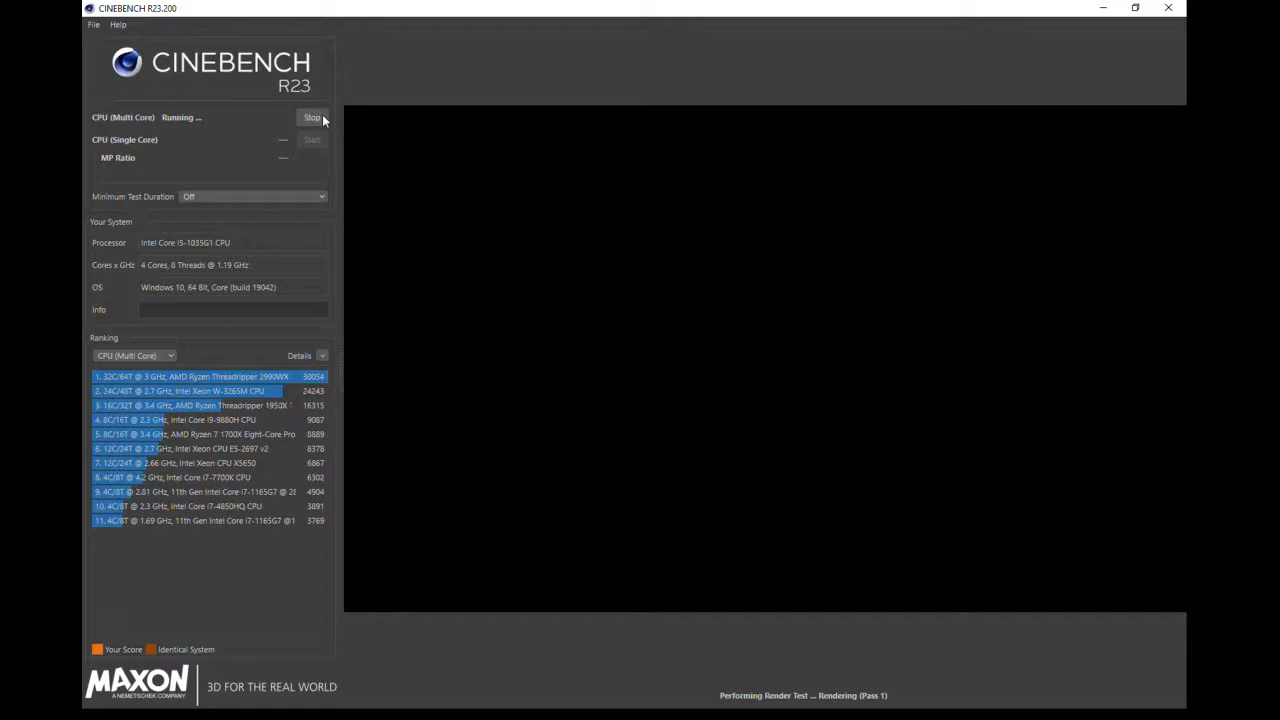 CINEBENCH R23.200
File Help
CINEBENCH
R23
CPU (Multi Core) Running ... Stop
CPU (Single Core) --- Start
MP Ratio ---
Minimum Test Duration Off
Your System
Processor Intel Core i5-1035G1 CPU
Cores x GHz 4 Cores, 8 Threads @ 1.19 GHz
OS Windows 10, 64 Bit, Core (build 19042)
Info
Ranking
CPU (Multi Core) Details
1. 32C/64T @ 3 GHz, AMD Ryzen Threadripper 2990WX 30054
2. 24C/48T @ 2.7 GHz, Intel Xeon W-3265M CPU 24243
3. 16C/32T @ 3.4 GHz, AMD Ryzen Threadripper 1950X 16315
4. 8C/16T @ 2.3 GHz, Intel Core i9-9880H CPU 9087
5. 8C/16T @ 3.4 GHz, AMD Ryzen 7 1700X Eight-Core Pro 8889
6. 12C/24T @ 2.7 GHz, Intel Xeon CPU E5-2697 v2 8378
7. 12C/24T @ 2.66 GHz, Intel Xeon CPU X5650 6867
8. 4C/8T @ 4.2 GHz, Intel Core i7-7700K CPU 6302
9. 4C/8T @ 2.81 GHz, 11th Gen Intel Core i7-1165G7 @ 28 4904
10. 4C/8T @ 2.3 GHz, Intel Core i7-4850HQ CPU 3891
11. 4C/8T @ 1.69 GHz, 11th Gen Intel Core i7-1165G7 @1 3769
Your Score Identical System
MAXON
A NEMETSCHEK COMPANY
3D FOR THE REAL WORLD
Performing Render Test ... Rendering (Pass 1)